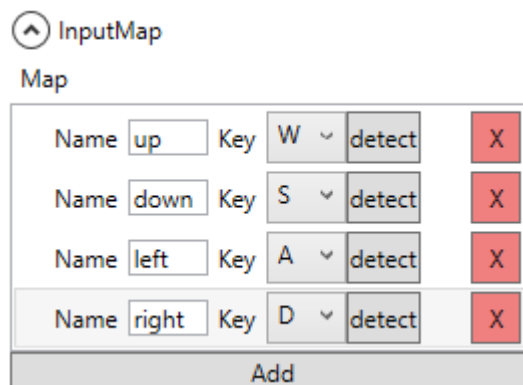 InputMap
Map
Name up Key W detect X
Name down Key S detect X
Name left Key A detect X
Name right Key D detect X
Add